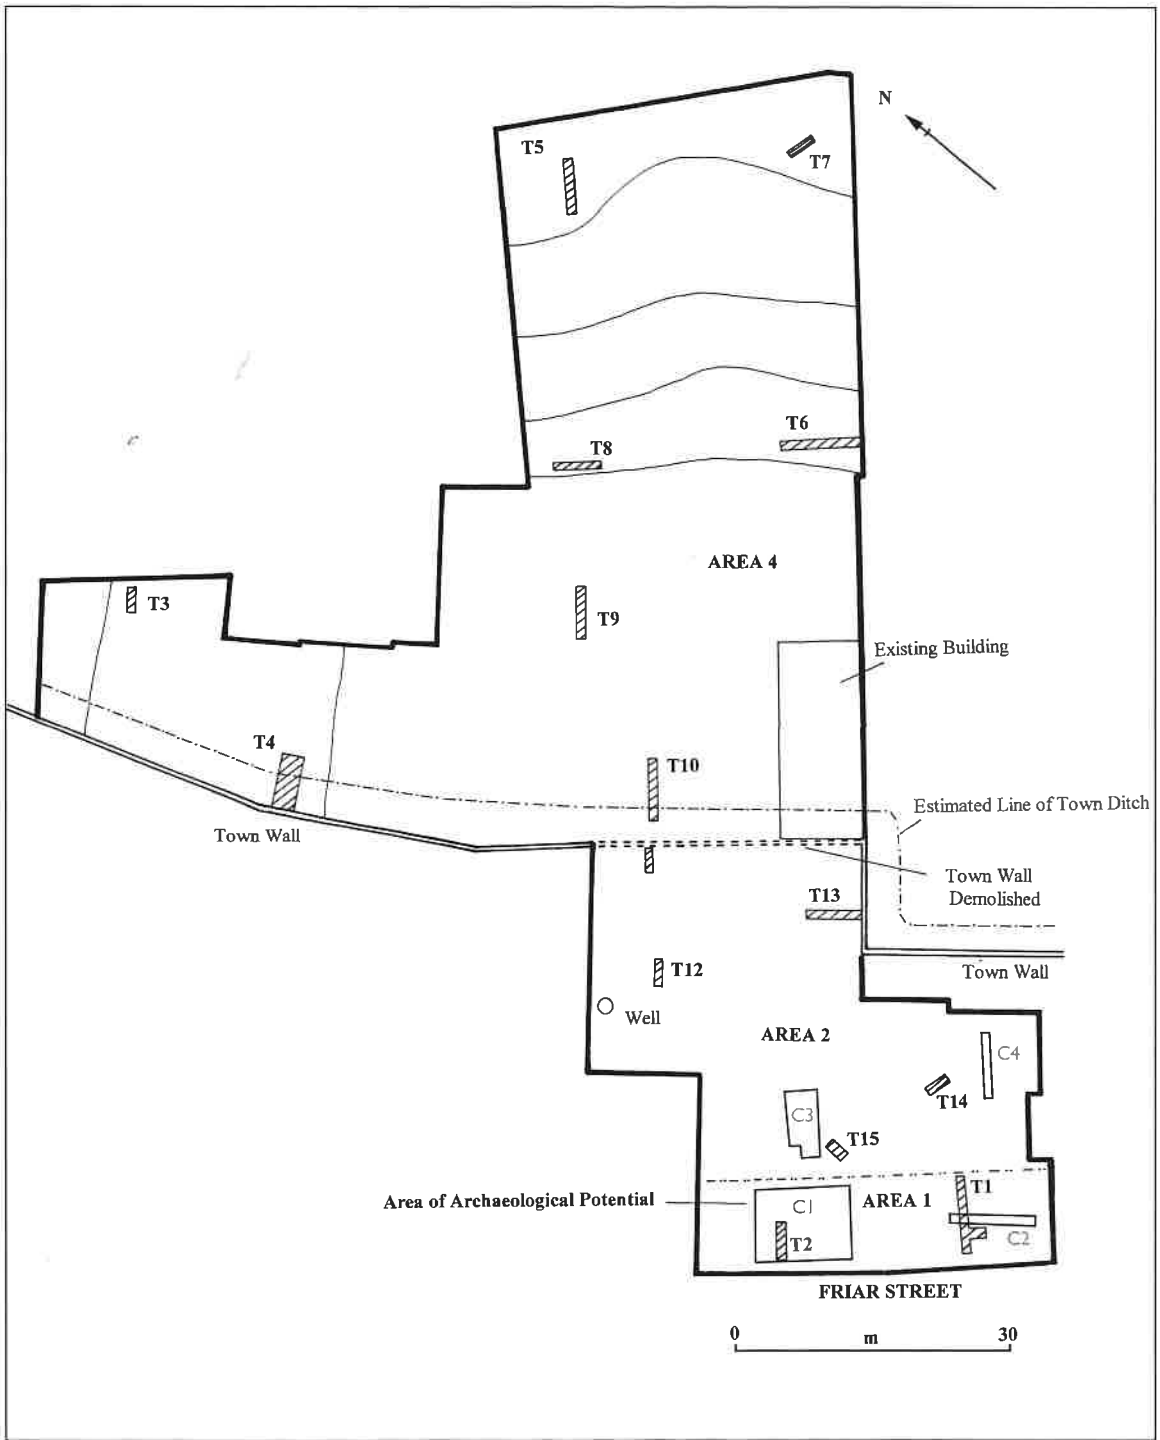 N
T5
T7
T6
T8
AREA 4
T3
T9
Existing Building
T4
T10
Estimated Line of Town Ditch
Town Wall
Town Wall
Demolished
T13
T12
Town Wall
Well
AREA 2
C4
T14
C3
T15
Area of Archaeological Potential
AREA 1
T1
C1
T2
C2
FRIAR STREET
0
m
30